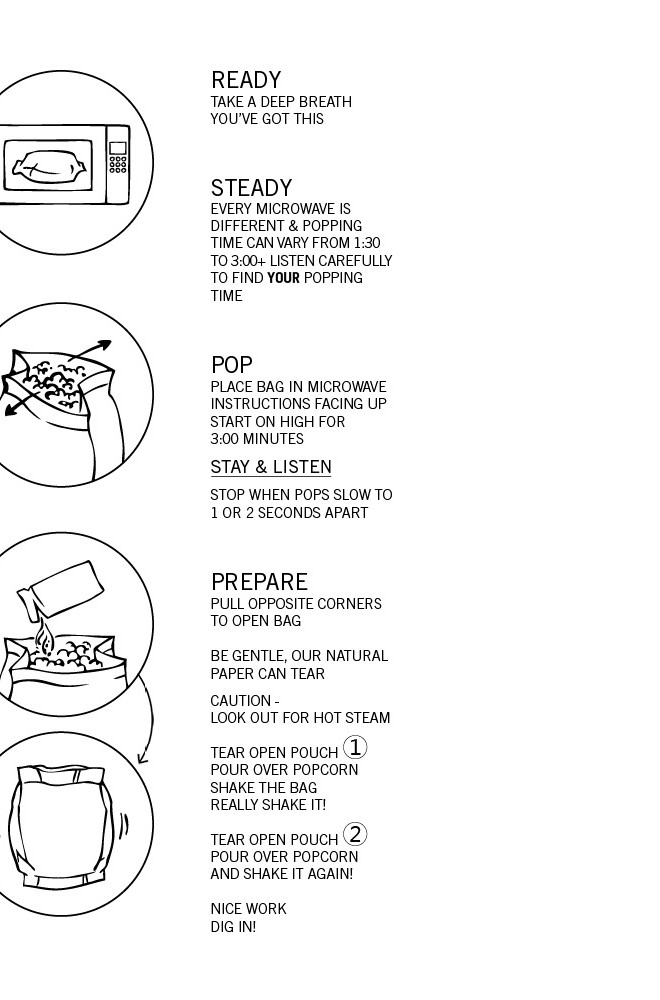 READY
TAKE A DEEP BREATH
YOU'VE GOT THIS
STEADY
EVERY MICROWAVE IS
DIFFERENT & POPPING
TIME CAN VARY FROM 1:30
TO 3:00+ LISTEN CAREFULLY
TO FIND YOUR POPPING
TIME
POP
PLACE BAG IN MICROWAVE
INSTRUCTIONS FACING UP
START ON HIGH FOR
3:00 MINUTES
STAY & LISTEN
STOP WHEN POPS SLOW TO
1 OR 2 SECONDS APART
PREPARE
PULL OPPOSITE CORNERS
TO OPEN BAG
BE GENTLE, OUR NATURAL
PAPER CAN TEAR
CAUTION -
LOOK OUT FOR HOT STEAM
TEAR OPEN POUCH 1
POUR OVER POPCORN
SHAKE THE BAG
REALLY SHAKE IT!
TEAR OPEN POUCH 2
POUR OVER POPCORN
AND SHAKE IT AGAIN!
NICE WORK
DIG IN!